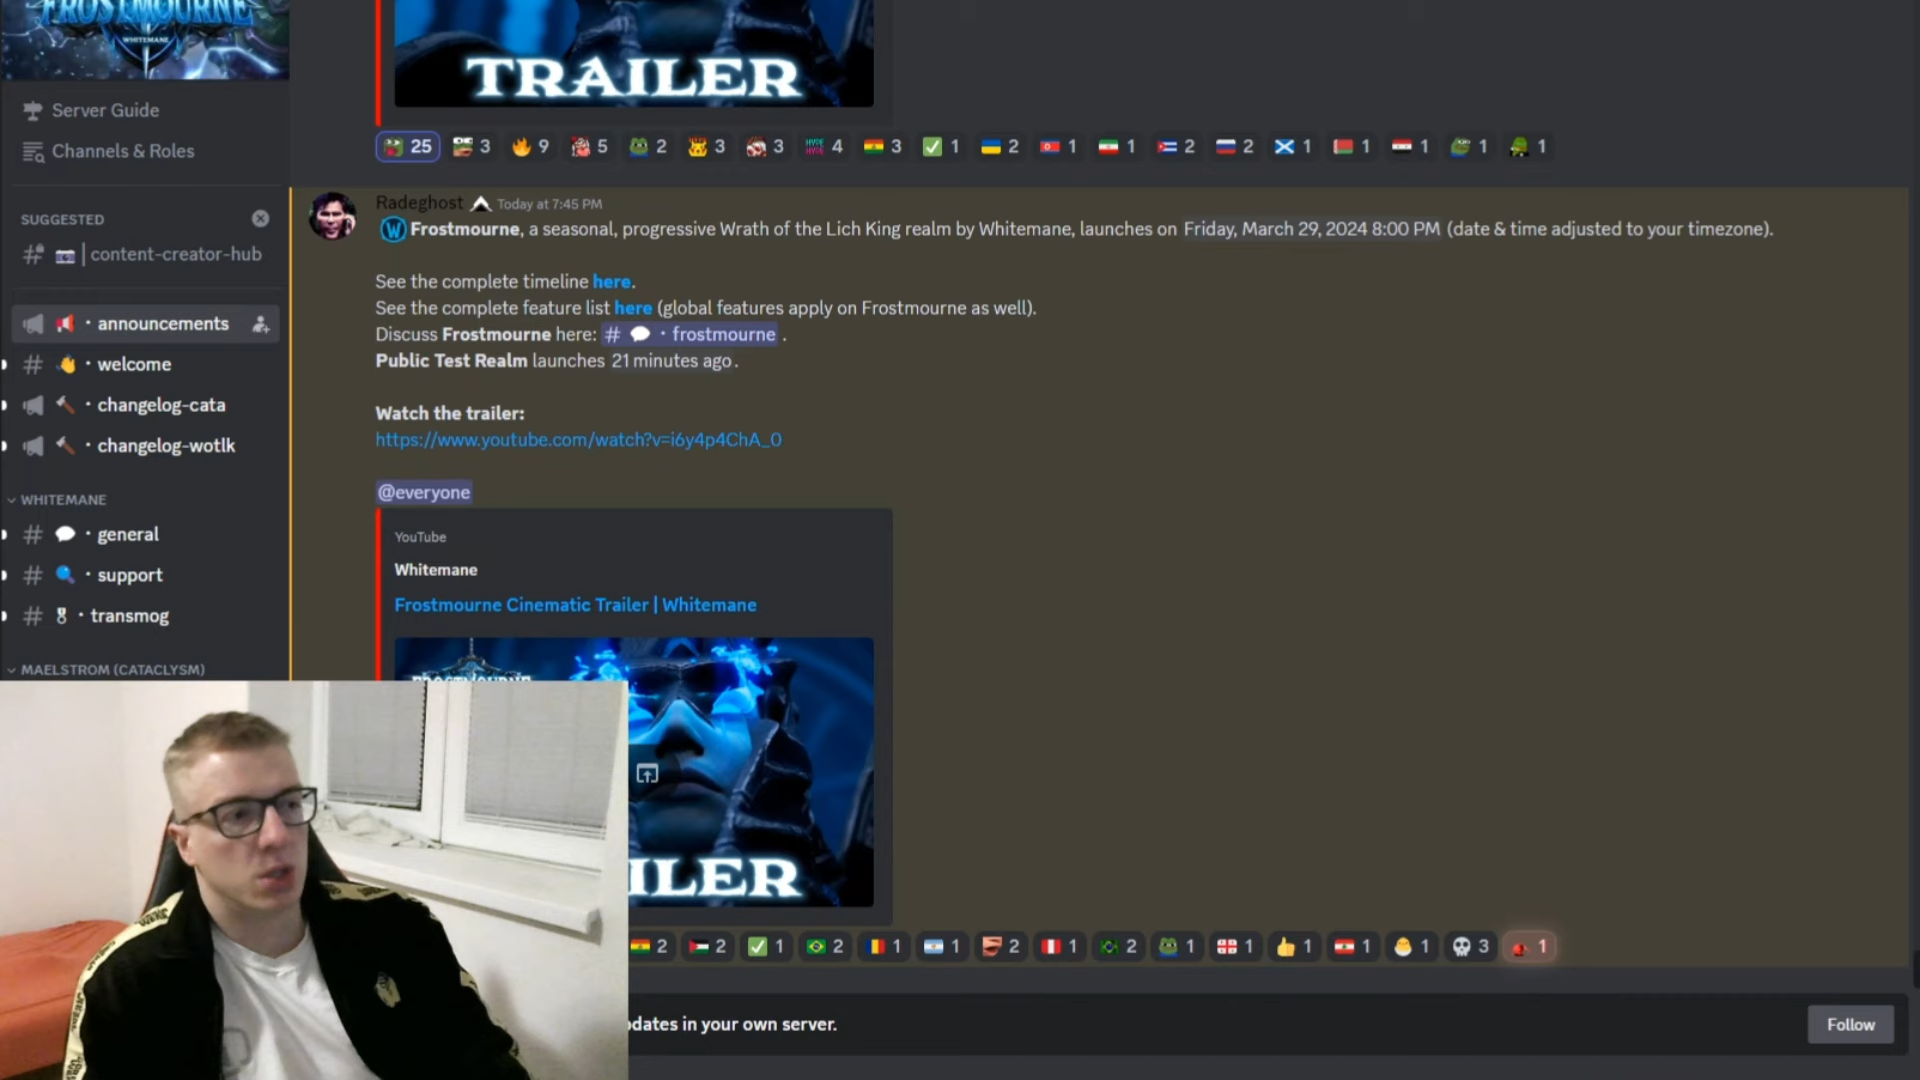 FROSTMOURNE
WHITEMANE
Server Guide
Channels & Roles
SUGGESTED
content-creator-hub
announcements
welcome
changelog-cata
changelog-wotlk
WHITEMANE
general
support
transmog
MAELSTROM (CATACLYSM)
TRAILER
25 3 9 5 2 3 3 HYPE HYPE 4 3 1 2 1 1 2 2 1 1 1 1 1
Radeghost Today at 7:45 PM
Frostmourne, a seasonal, progressive Wrath of the Lich King realm by Whitemane, launches on Friday, March 29, 2024 8:00 PM (date & time adjusted to your timezone).
See the complete timeline here.
See the complete feature list here (global features apply on Frostmourne as well).
Discuss Frostmourne here: # · frostmourne .
Public Test Realm launches 21 minutes ago.
Watch the trailer:
https://www.youtube.com/watch?v=i6y4p4ChA_0
@everyone
YouTube
Whitemane
Frostmourne Cinematic Trailer | Whitemane
FROSTMOURNE
ILER
2 2 1 2 1 1 2 1 2 1 1 1 1 1 3 1
dates in your own server.
Follow